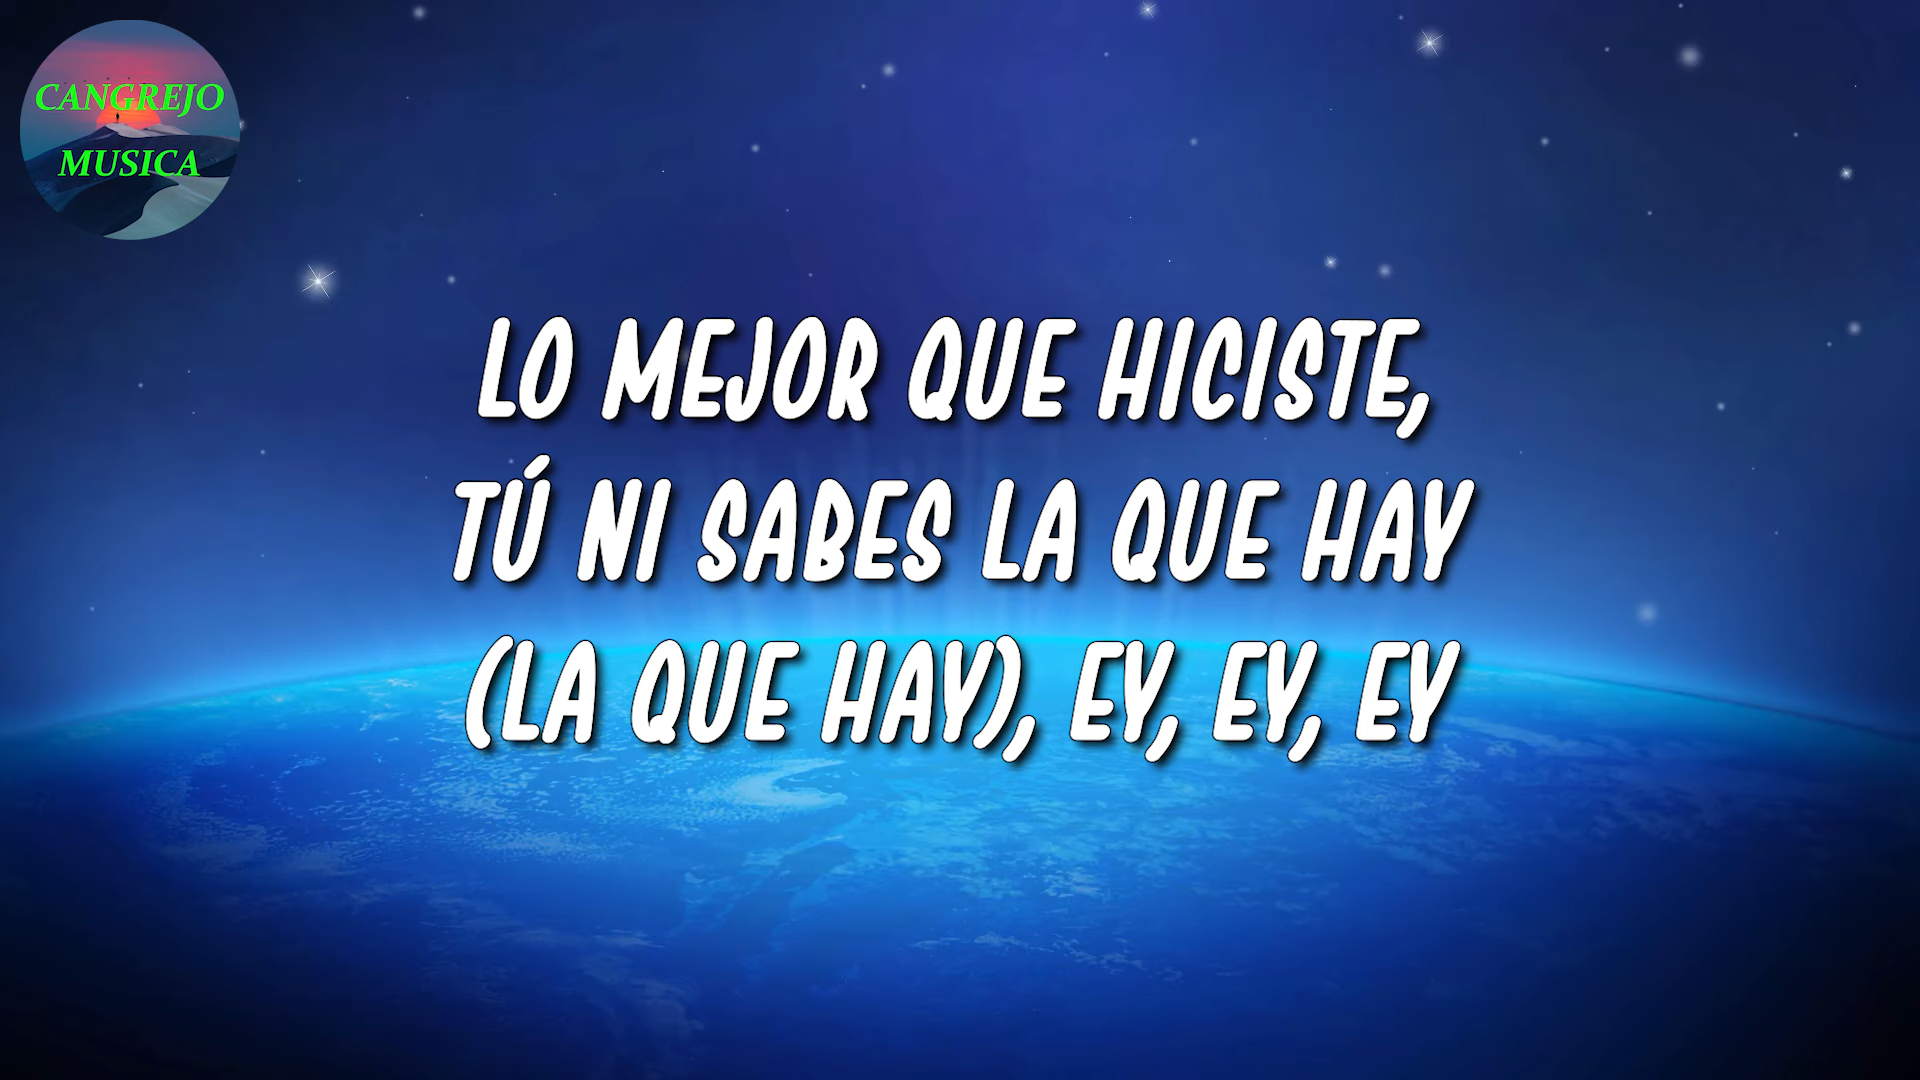 CANGREJO
MUSICA
LO MEJOR QUE HICISTE,
TÚ NI SABES LA QUE HAY
(LA QUE HAY), EY, EY, EY